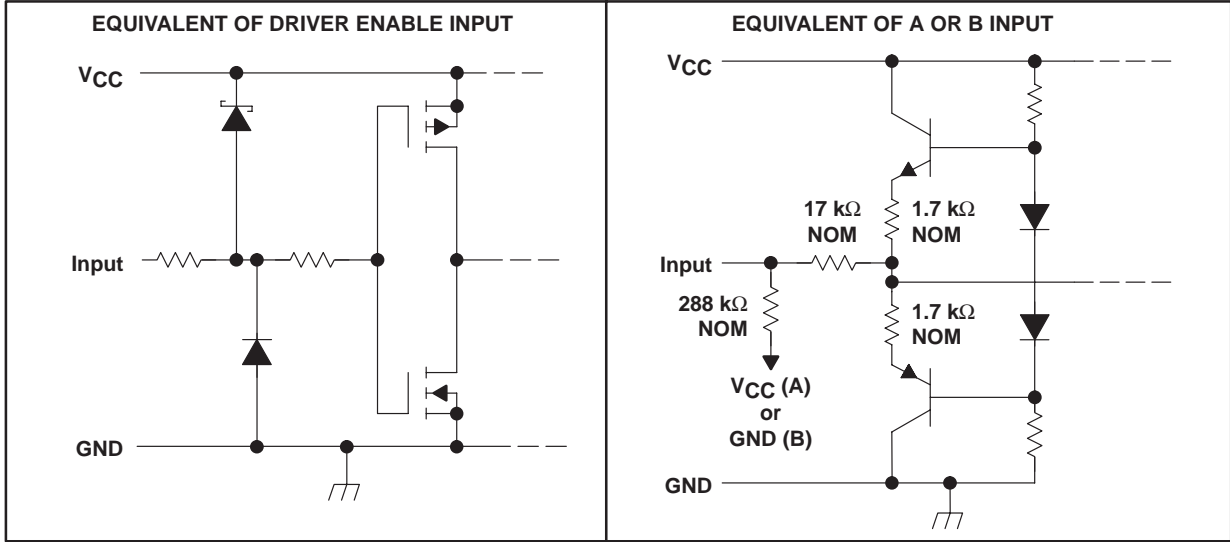 EQUIVALENT OF DRIVER ENABLE INPUT
VCC
Input
GND
EQUIVALENT OF A OR B INPUT
VCC
17 kΩ
NOM
1.7 kΩ
NOM
Input
288 kΩ
NOM
1.7 kΩ
NOM
VCC (A)
or
GND (B)
GND